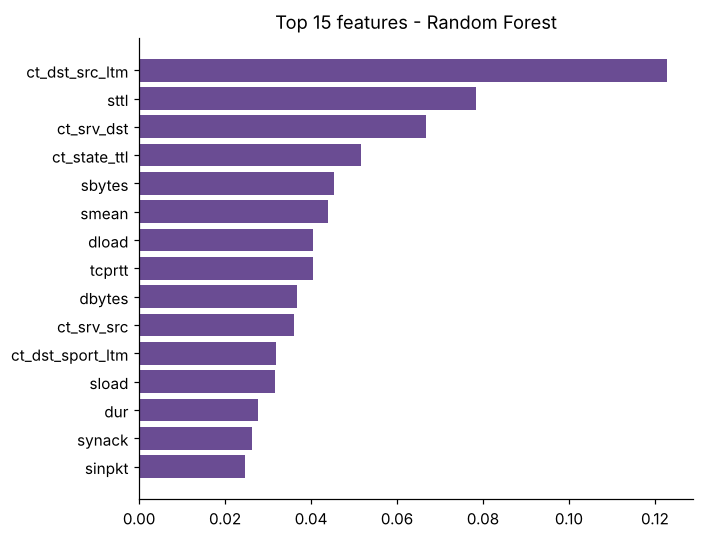 Top 15 features - Random Forest
ct_dst_src_ltm
sttl
ct_srv_dst
ct_state_ttl
sbytes
smean
dload
tcprtt
dbytes
ct_srv_src
ct_dst_sport_ltm
sload
dur
synack
sinpkt
0.00 0.02 0.04 0.06 0.08 0.10 0.12